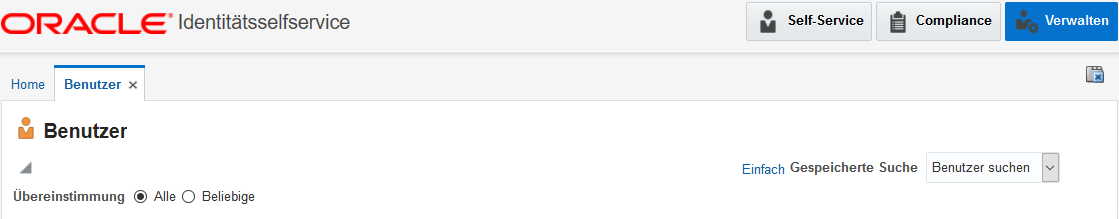 ORACLE® Identitätsselfservice Self-Service Compliance Verwalten
Home Benutzer
Benutzer
Einfach Gespeicherte Suche Benutzer suchen
Übereinstimmung Alle Beliebige